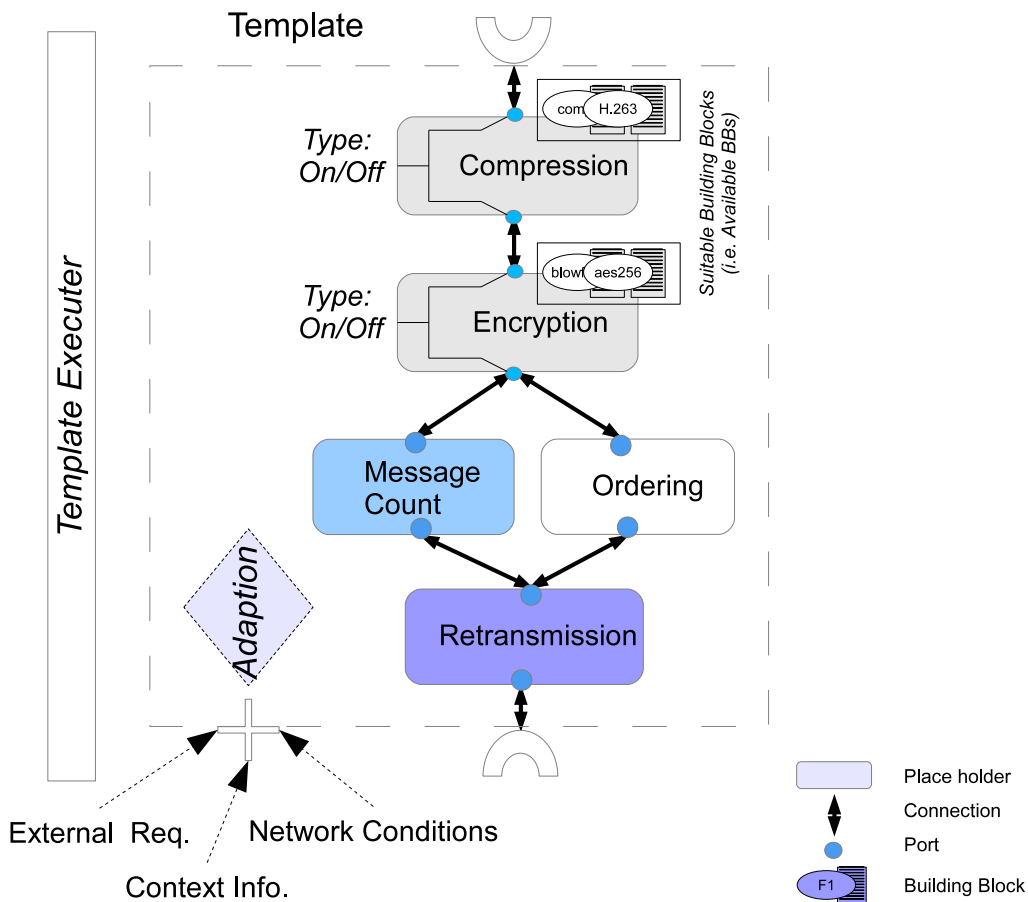 Template
com
H.263
Type:
On/Off
Compression
Suitable Building Blocks
(i.e. Available BBs)
aes256
Type:
On/Off
Encryption
Template Executer
Message
Count
Ordering
Adaption
Retransmission
External Req.
Network Conditions
Context Info.
Place holder
Connection
Port
F1
Building Block